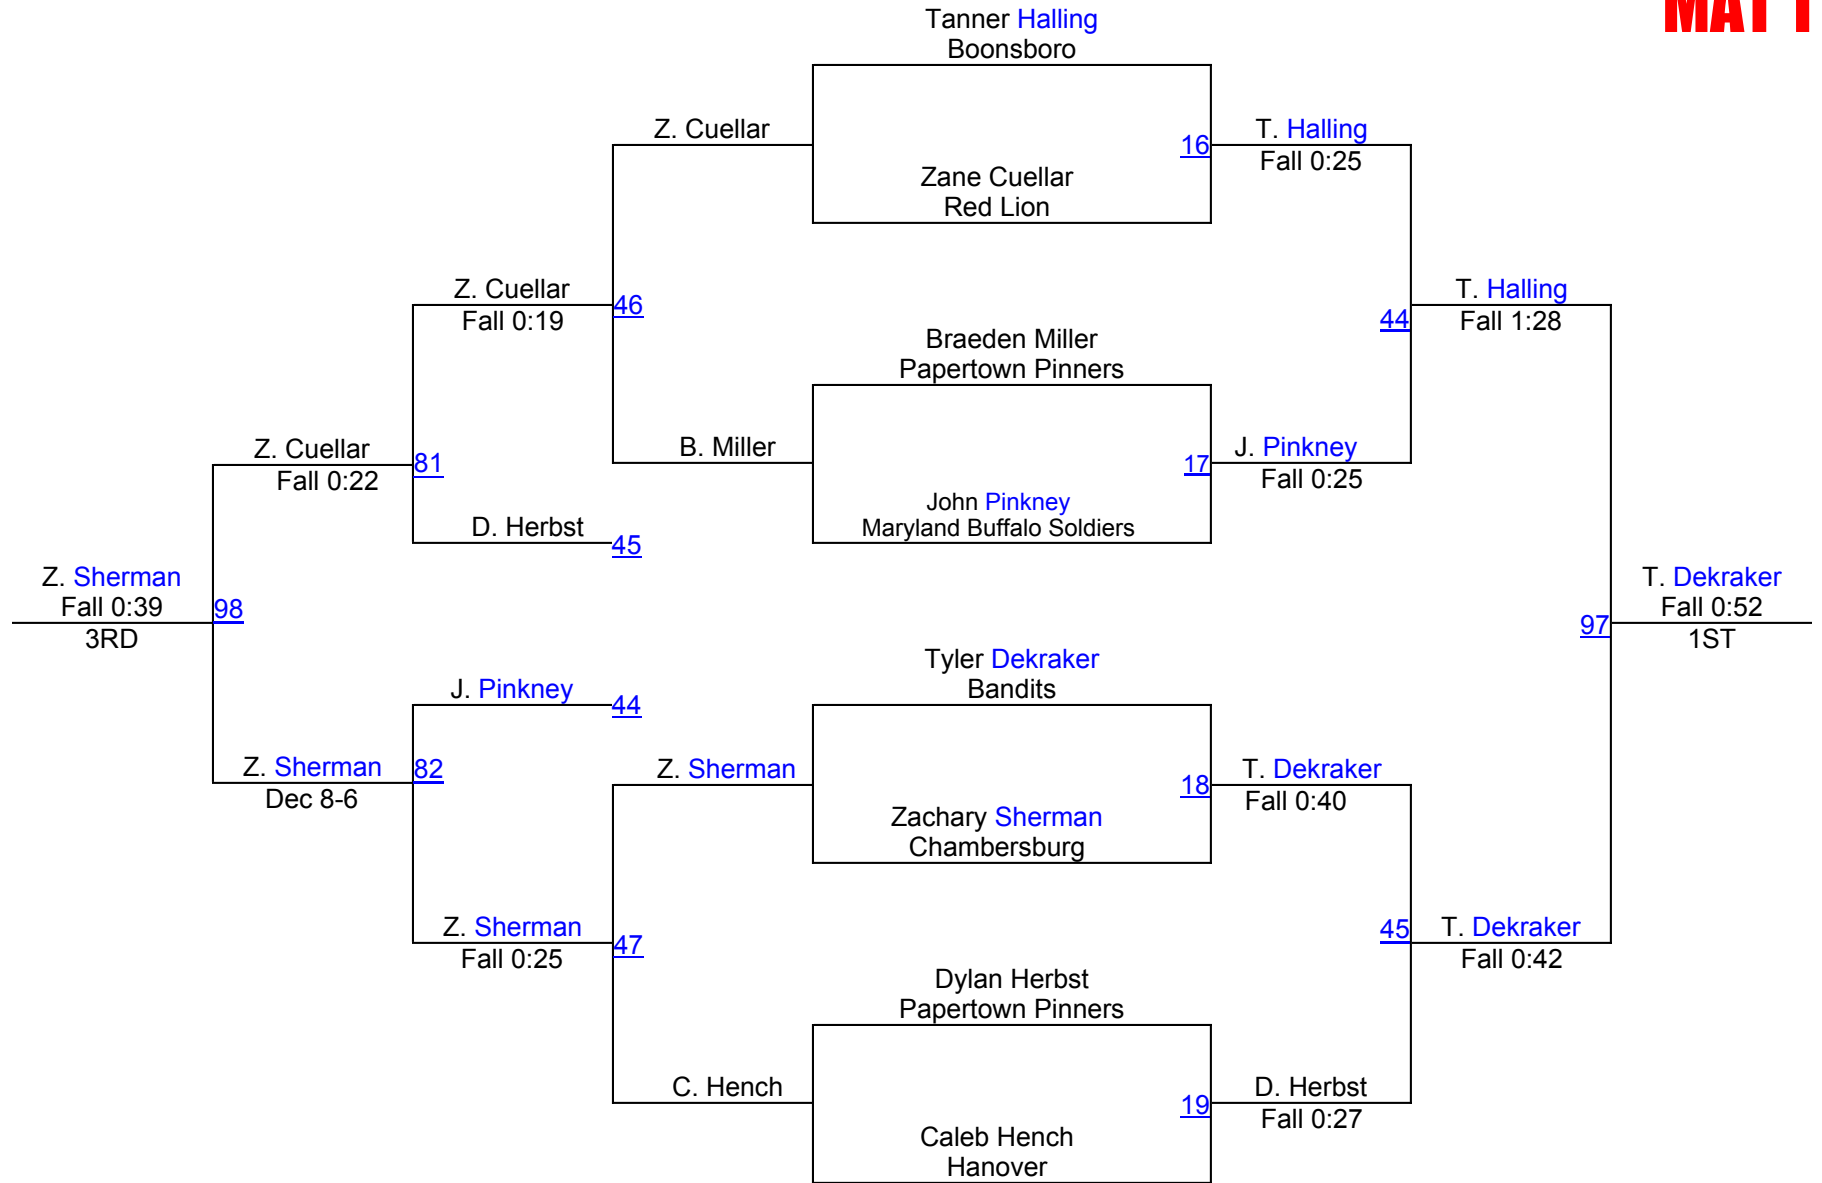 MAT 1
Tanner Halling
Boonsboro
Z. Cuellar
16
T. Halling
Fall 0:25
Zane Cuellar
Red Lion
Z. Cuellar
Fall 0:19
46
T. Halling
Fall 1:28
44
Braeden Miller
Papertown Pinners
Z. Cuellar
Fall 0:22
81
B. Miller
17
J. Pinkney
Fall 0:25
John Pinkney
Maryland Buffalo Soldiers
D. Herbst
45
Z. Sherman
Fall 0:39
3RD
98
T. Dekraker
Fall 0:52
1ST
97
Tyler Dekraker
Bandits
J. Pinkney
44
Z. Sherman
Dec 8-6
82
Z. Sherman
18
T. Dekraker
Fall 0:40
Zachary Sherman
Chambersburg
Z. Sherman
Fall 0:25
47
45
T. Dekraker
Fall 0:42
Dylan Herbst
Papertown Pinners
C. Hench
19
D. Herbst
Fall 0:27
Caleb Hench
Hanover